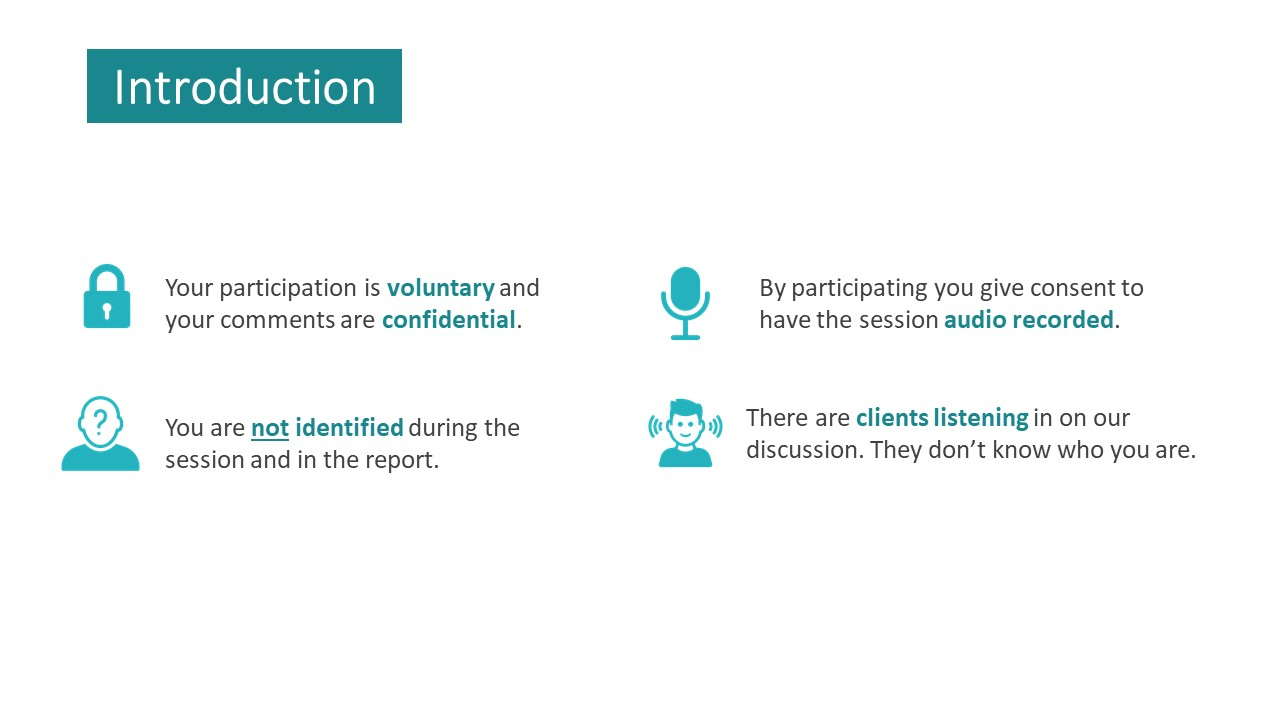 Introduction
Your participation is voluntary and
your comments are confidential.
You are not identified during the
session and in the report.
By participating you give consent to
have the session audio recorded.
There are clients listening in on our
discussion. They don’t know who you are.